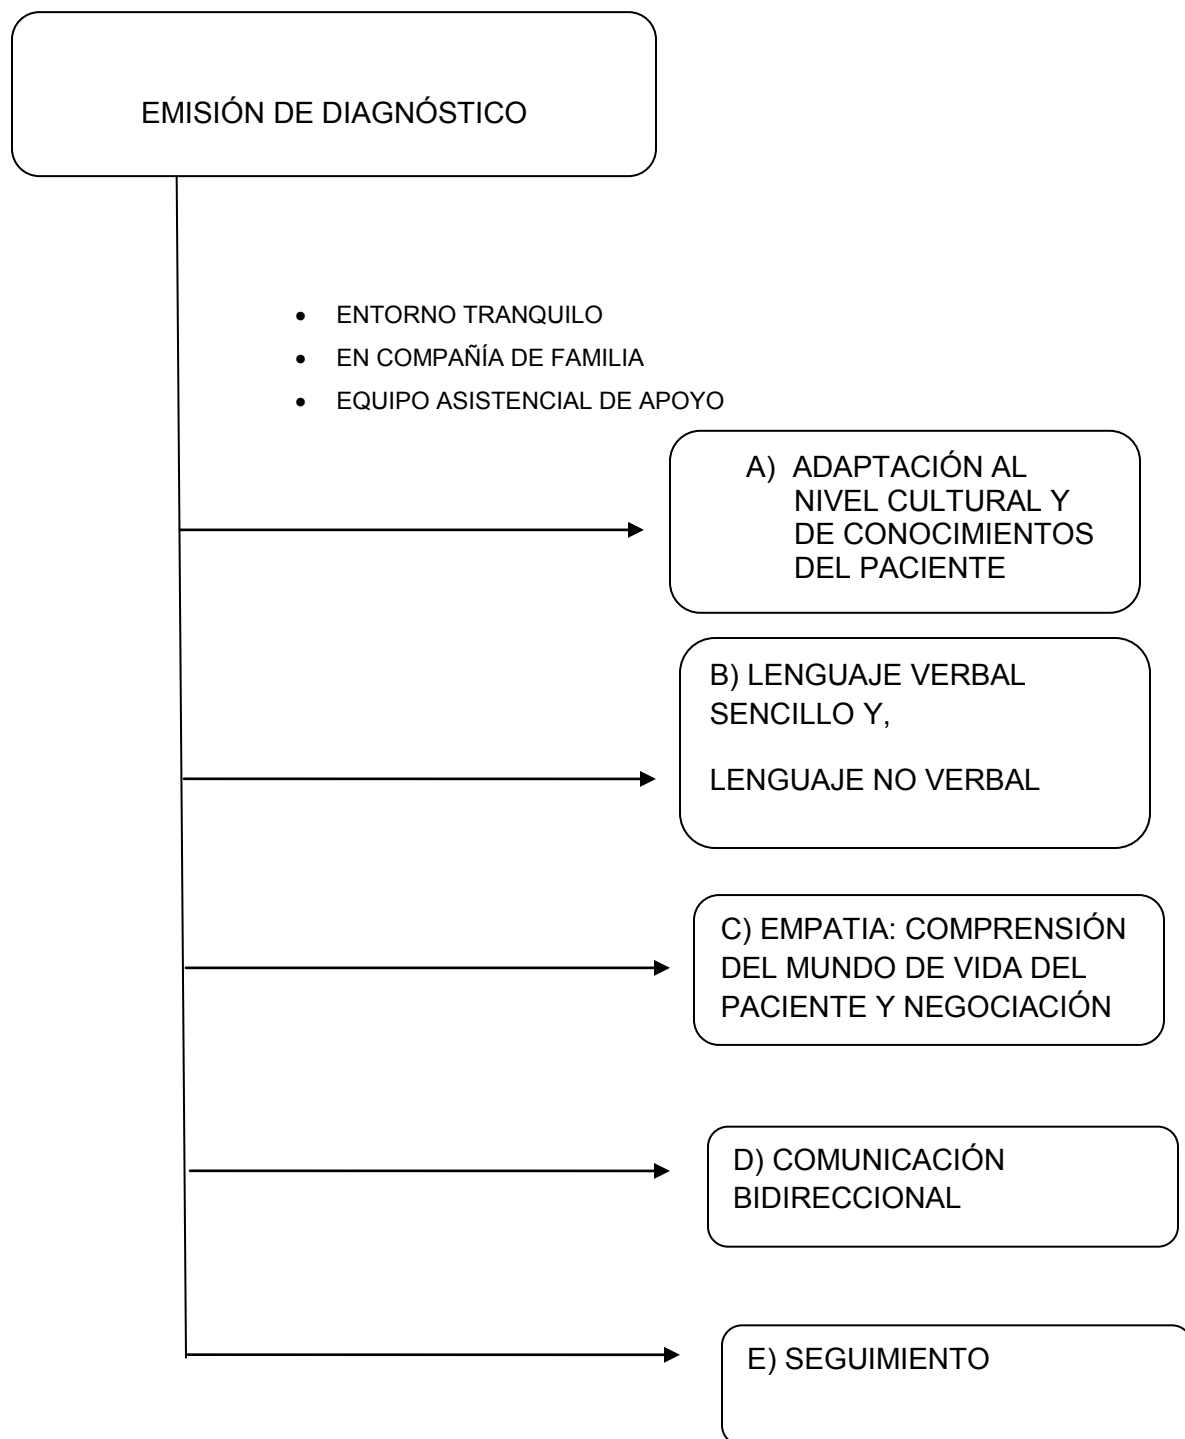 EMISIÓN DE DIAGNÓSTICO
• ENTORNO TRANQUILO
• EN COMPAÑÍA DE FAMILIA
• EQUIPO ASISTENCIAL DE APOYO
A) ADAPTACIÓN AL
NIVEL CULTURAL Y
DE CONOCIMIENTOS
DEL PACIENTE
B) LENGUAJE VERBAL
SENCILLO Y,
LENGUAJE NO VERBAL
C) EMPATIA: COMPRENSIÓN
DEL MUNDO DE VIDA DEL
PACIENTE Y NEGOCIACIÓN
D) COMUNICACIÓN
BIDIRECCIONAL
E) SEGUIMIENTO